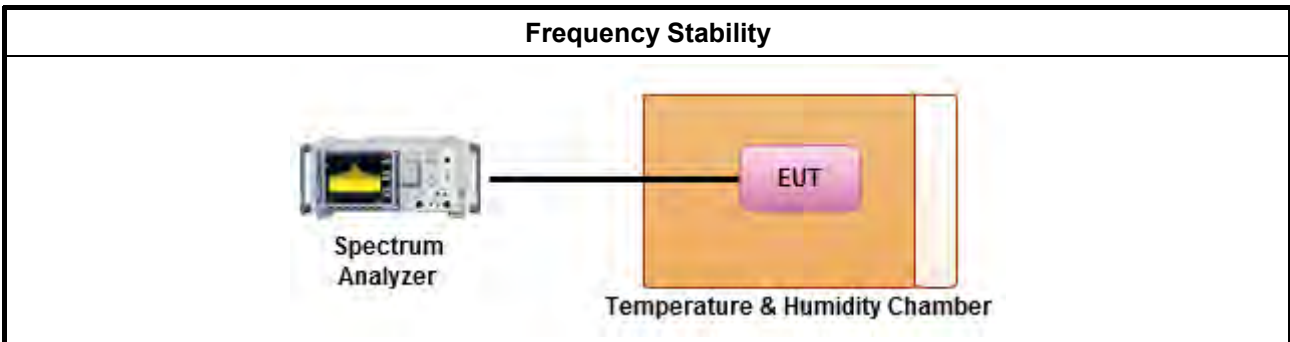 Frequency Stability
EUT
Spectrum
Analyzer
Temperature & Humidity Chamber